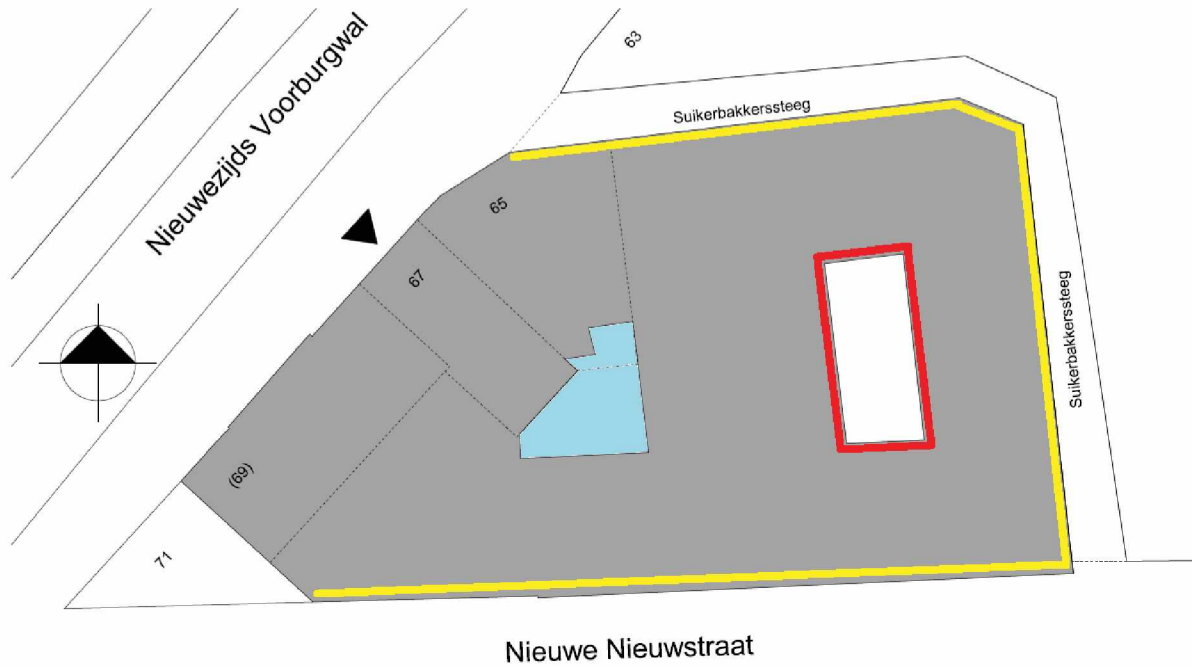 63
Nieuwezijds Voorburgwal
Suikerbakkerssteeg
65
67
Suikerbakkerssteeg
(69)
71
Nieuwe Nieuwstraat